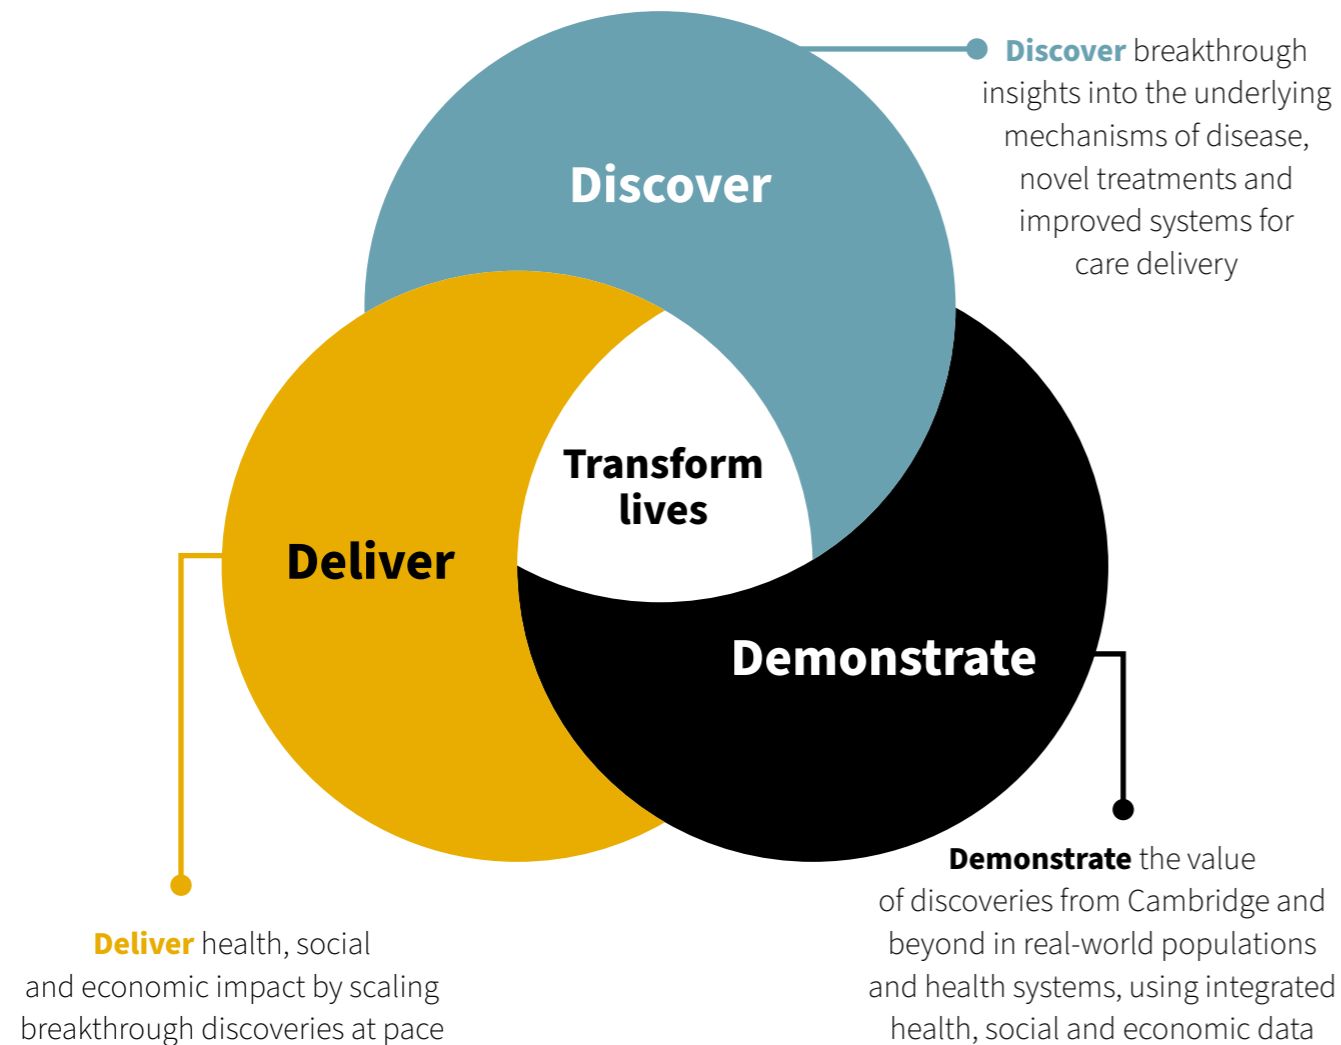 Discover breakthrough
insights into the underlying
mechanisms of disease,
novel treatments and
improved systems for
care delivery
Discover
Transform
lives
Deliver
Demonstrate
Demonstrate the value
of discoveries from Cambridge and
beyond in real-world populations
and health systems, using integrated
health, social and economic data
Deliver health, social
and economic impact by scaling
breakthrough discoveries at pace